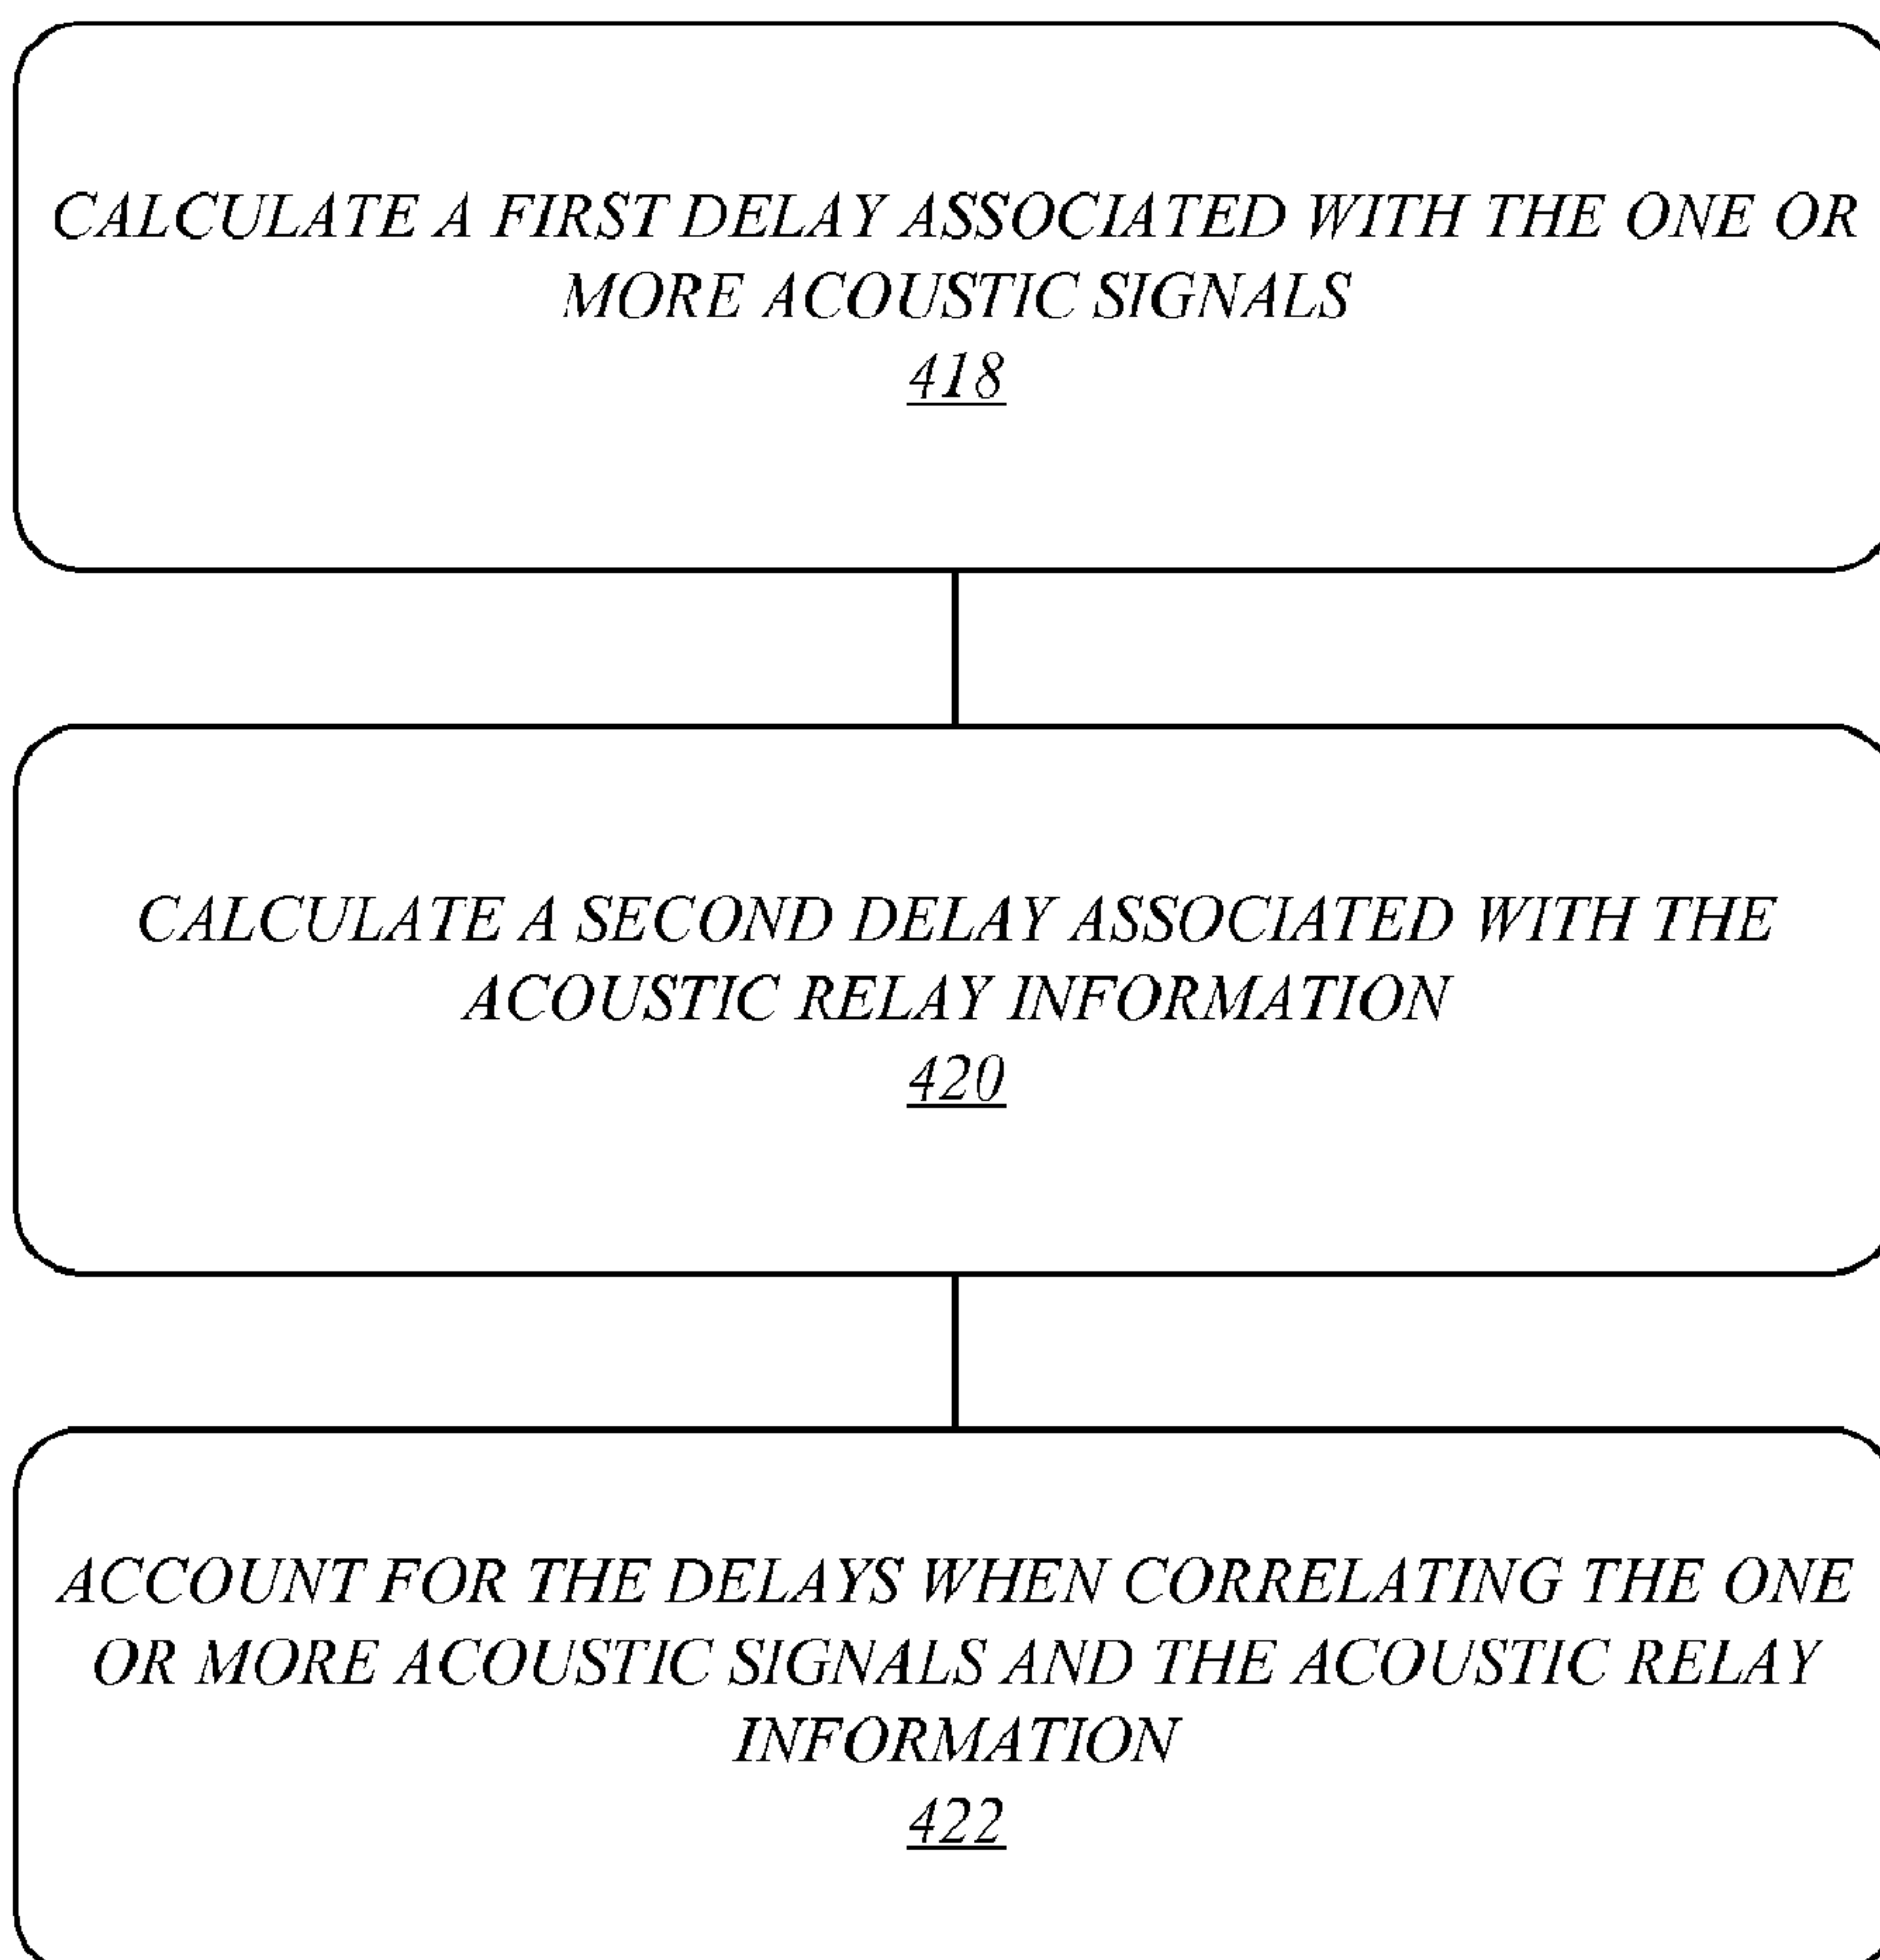 CALCULATE A FIRST DELAY ASSOCIATED WITH THE ONE OR
MORE ACOUSTIC SIGNALS
418
CALCULATE A SECOND DELAY ASSOCIATED WITH THE
ACOUSTIC RELAY INFORMATION
420
ACCOUNT FOR THE DELAYS WHEN CORRELATING THE ONE
OR MORE ACOUSTIC SIGNALS AND THE ACOUSTIC RELAY
INFORMATION
422